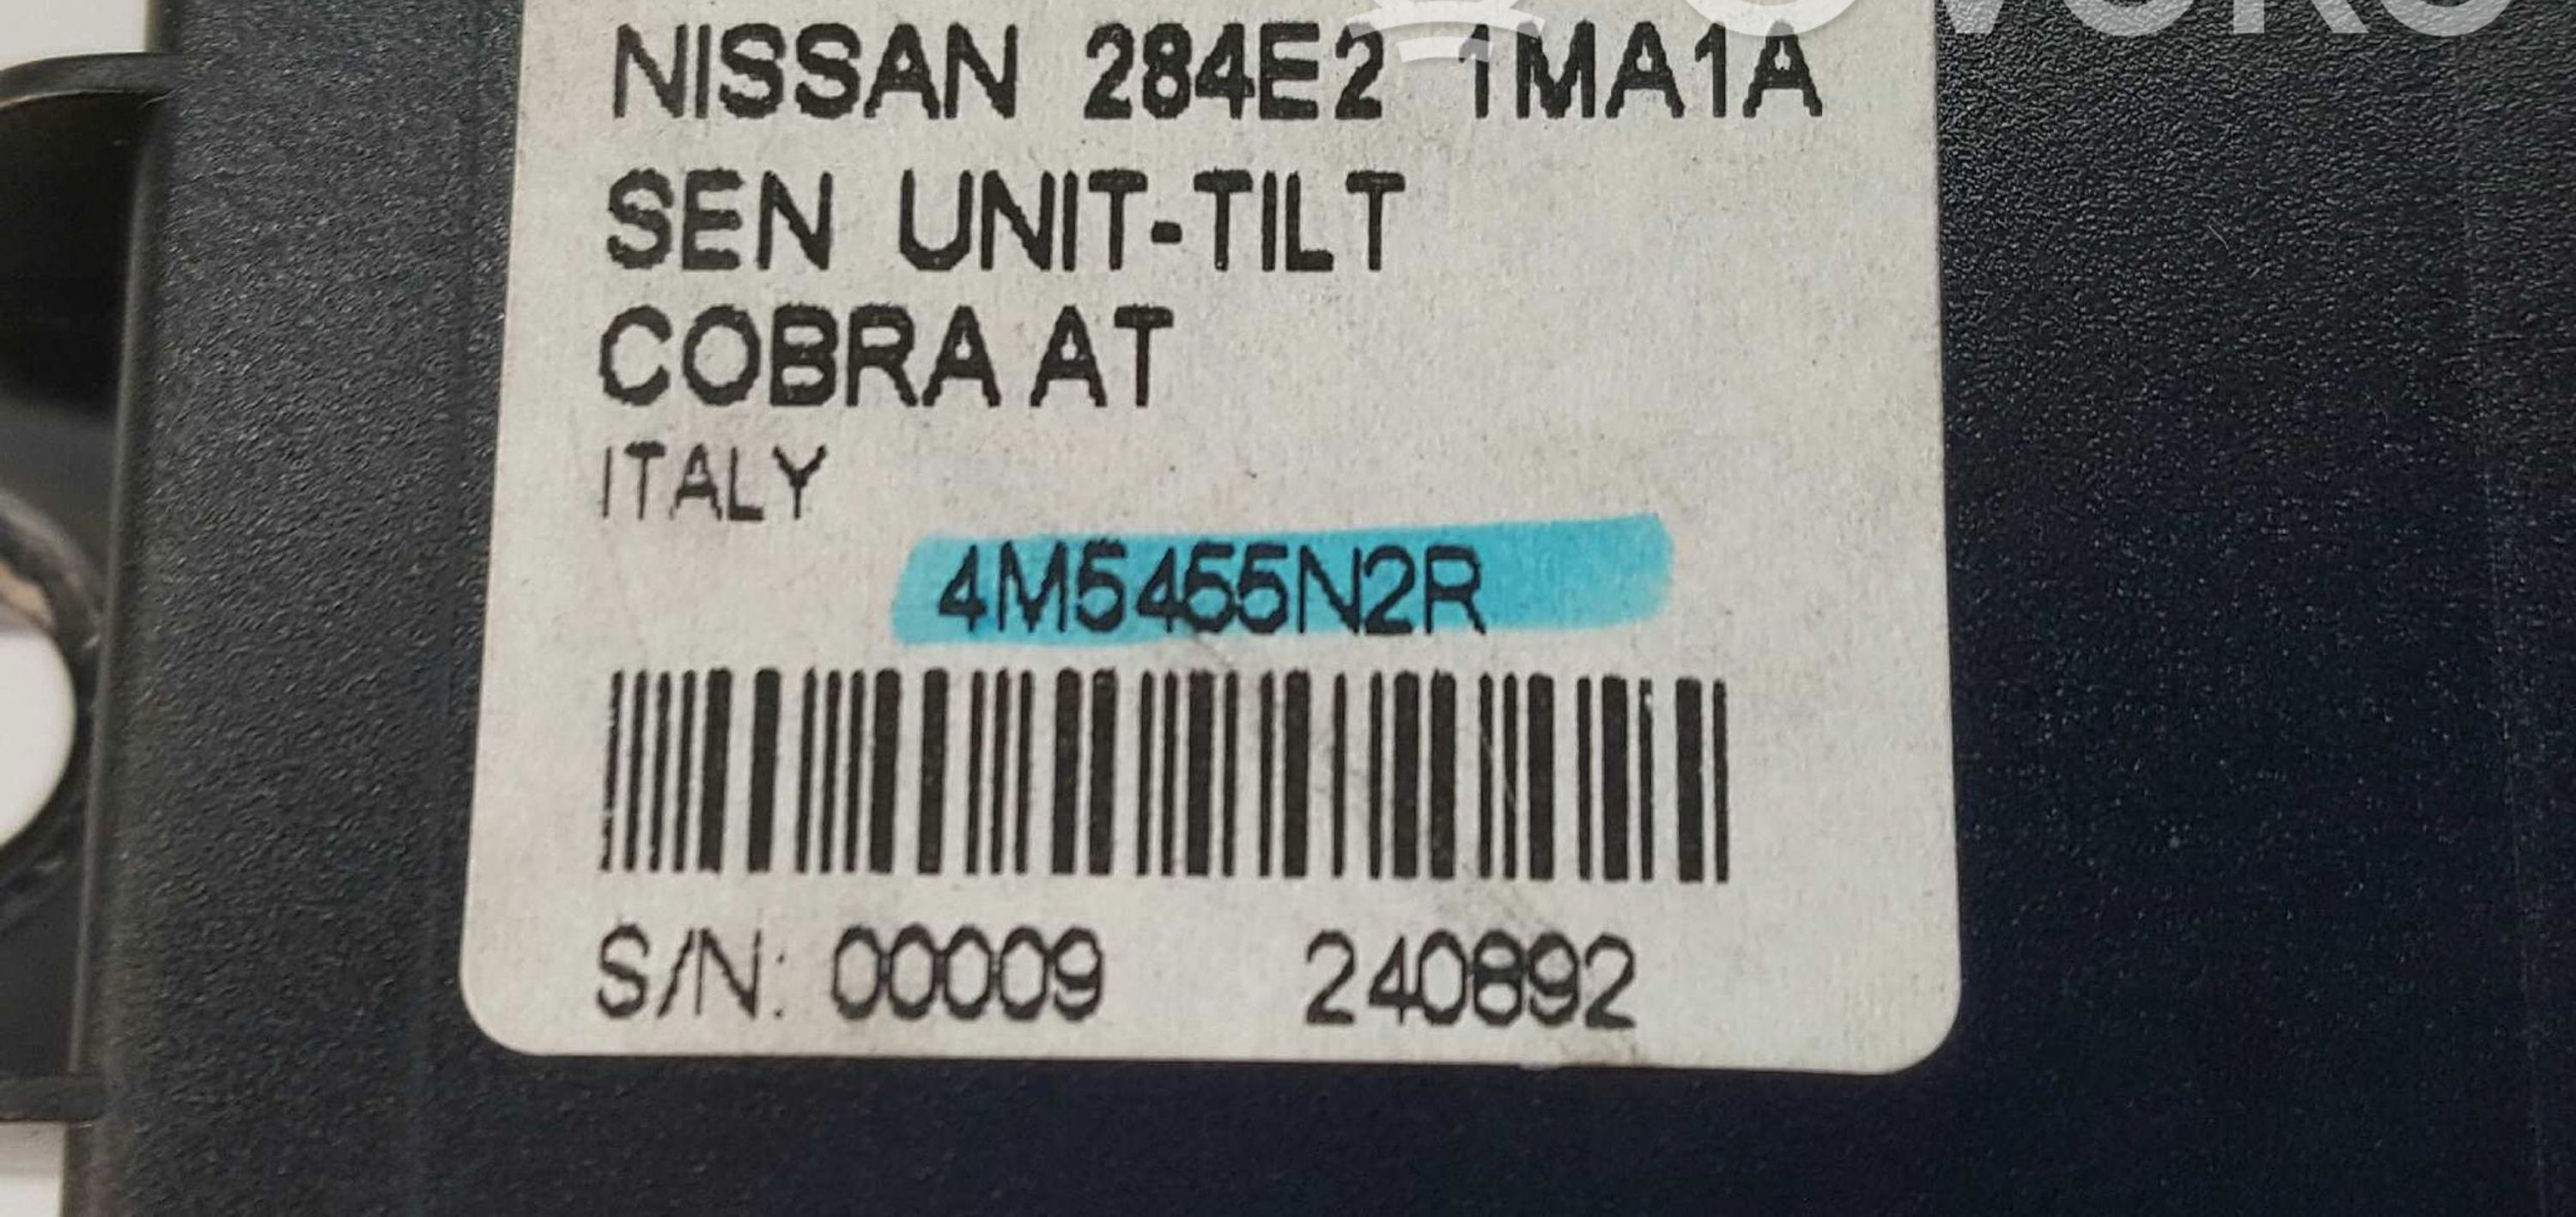 NISSAN 284E2 1MA1A
SEN UNIT-TILT
COBRA AT
ITALY
4M5455N2R
S/N: 00009 240892